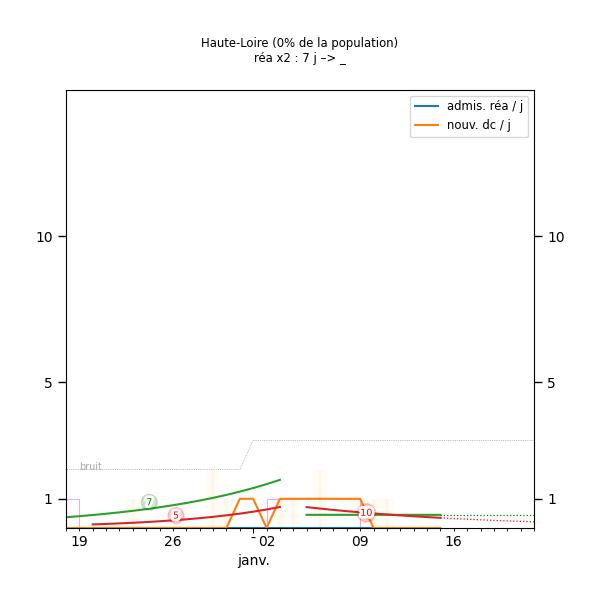 Haute-Loire (0% de la population)
réa x2 : 7 j –> _
admis. réa / j
nouv. dc / j
10
10
5
5
bruit
7
1
1
5
10
19
26
-
02
09
16
janv.